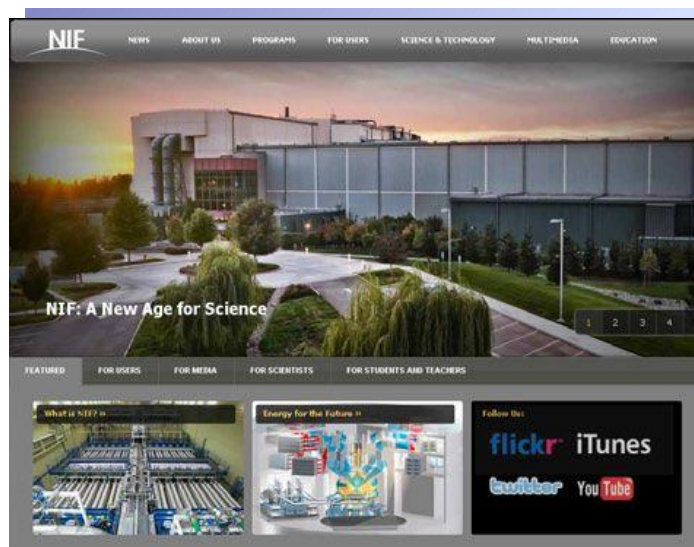 NIF
NEWS ABOUT US PROGRAMS FOR USERS SCIENCE & TECHNOLOGY MULTIMEDIA EDUCATION
NIF: A New Age for Science
1 2 3 4
FEATURED FOR USERS FOR MEDIA FOR SCIENTISTS FOR STUDENTS AND TEACHERS
What is NIF? »
Energy for the Future »
Follow Us:
flickr iTunes
twitter YouTube